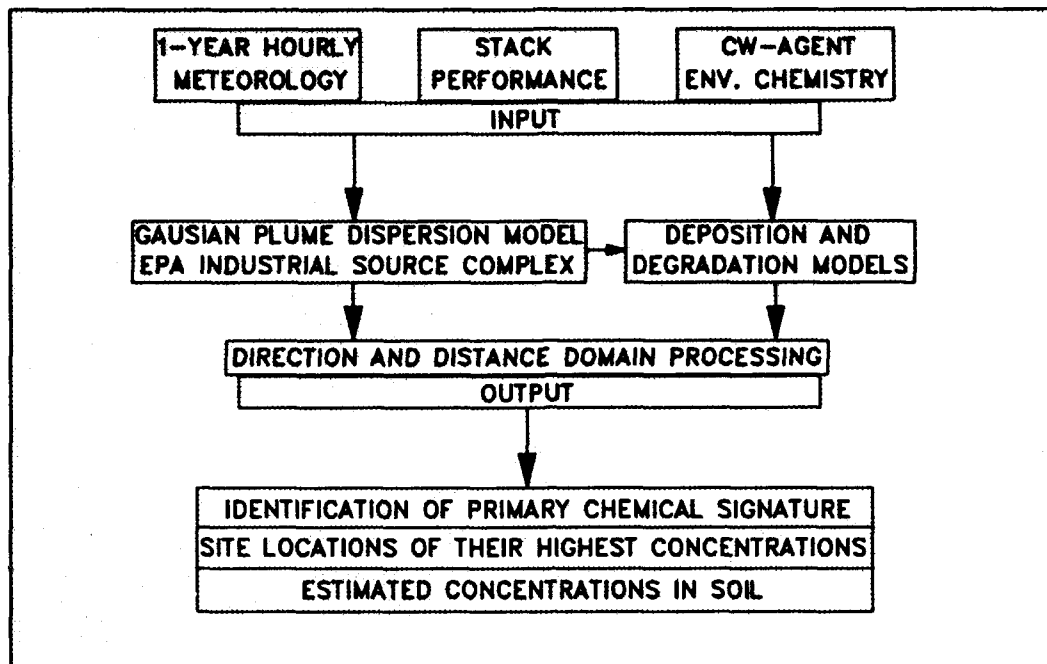 1-YEAR HOURLY
METEOROLOGY
STACK
PERFORMANCE
CW-AGENT
ENV. CHEMISTRY
INPUT
GAUSIAN PLUME DISPERSION MODEL
EPA INDUSTRIAL SOURCE COMPLEX
DEPOSITION AND
DEGRADATION MODELS
DIRECTION AND DISTANCE DOMAIN PROCESSING
OUTPUT
IDENTIFICATION OF PRIMARY CHEMICAL SIGNATURE
SITE LOCATIONS OF THEIR HIGHEST CONCENTRATIONS
ESTIMATED CONCENTRATIONS IN SOIL